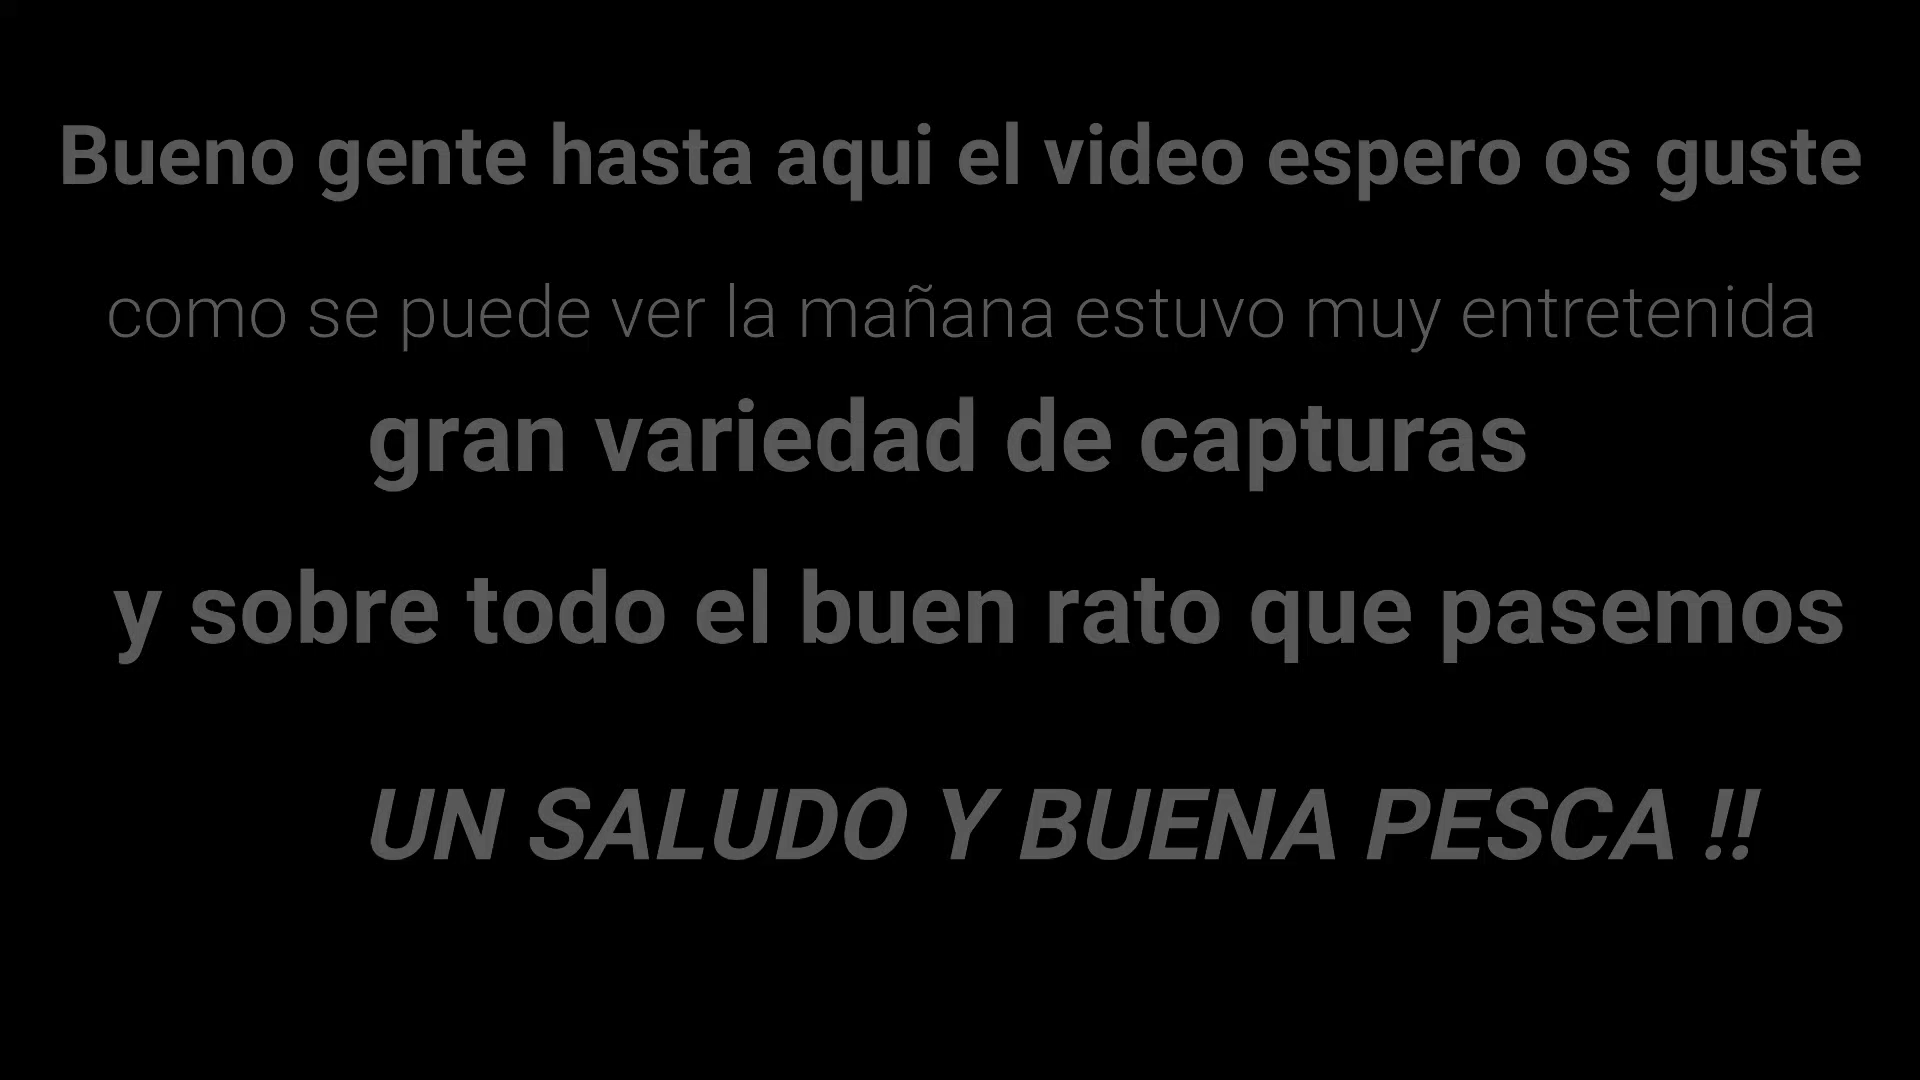 Bueno gente hasta aqui el video espero os guste
como se puede ver la mañana estuvo muy entretenida
gran variedad de capturas
y sobre todo el buen rato que pasemos
UN SALUDO Y BUENA PESCA !!